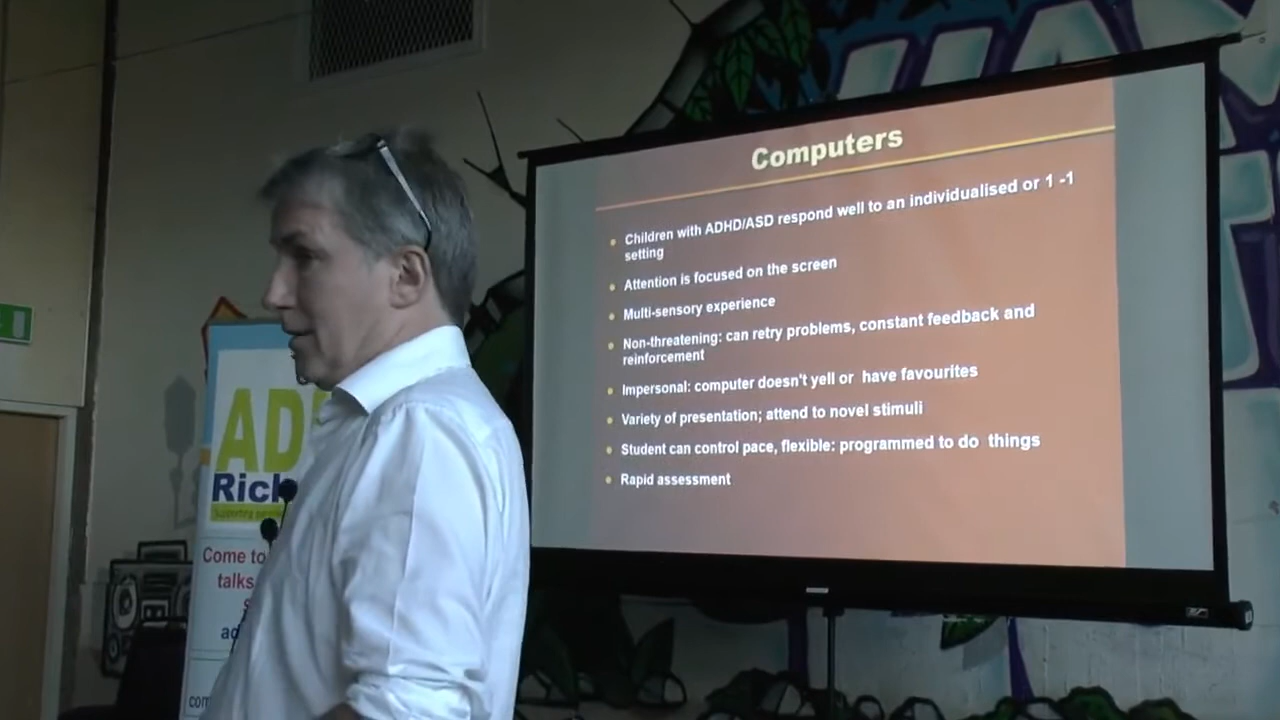 Computers
Children with ADHD/ASD respond well to an individualised or 1 -1
setting
Attention is focused on the screen
Multi-sensory experience
Non-threatening: can retry problems, constant feedback and
reinforcement
Impersonal: computer doesn't yell or have favourites
Variety of presentation; attend to novel stimuli
Student can control pace, flexible: programmed to do things
Rapid assessment
Come to
talks